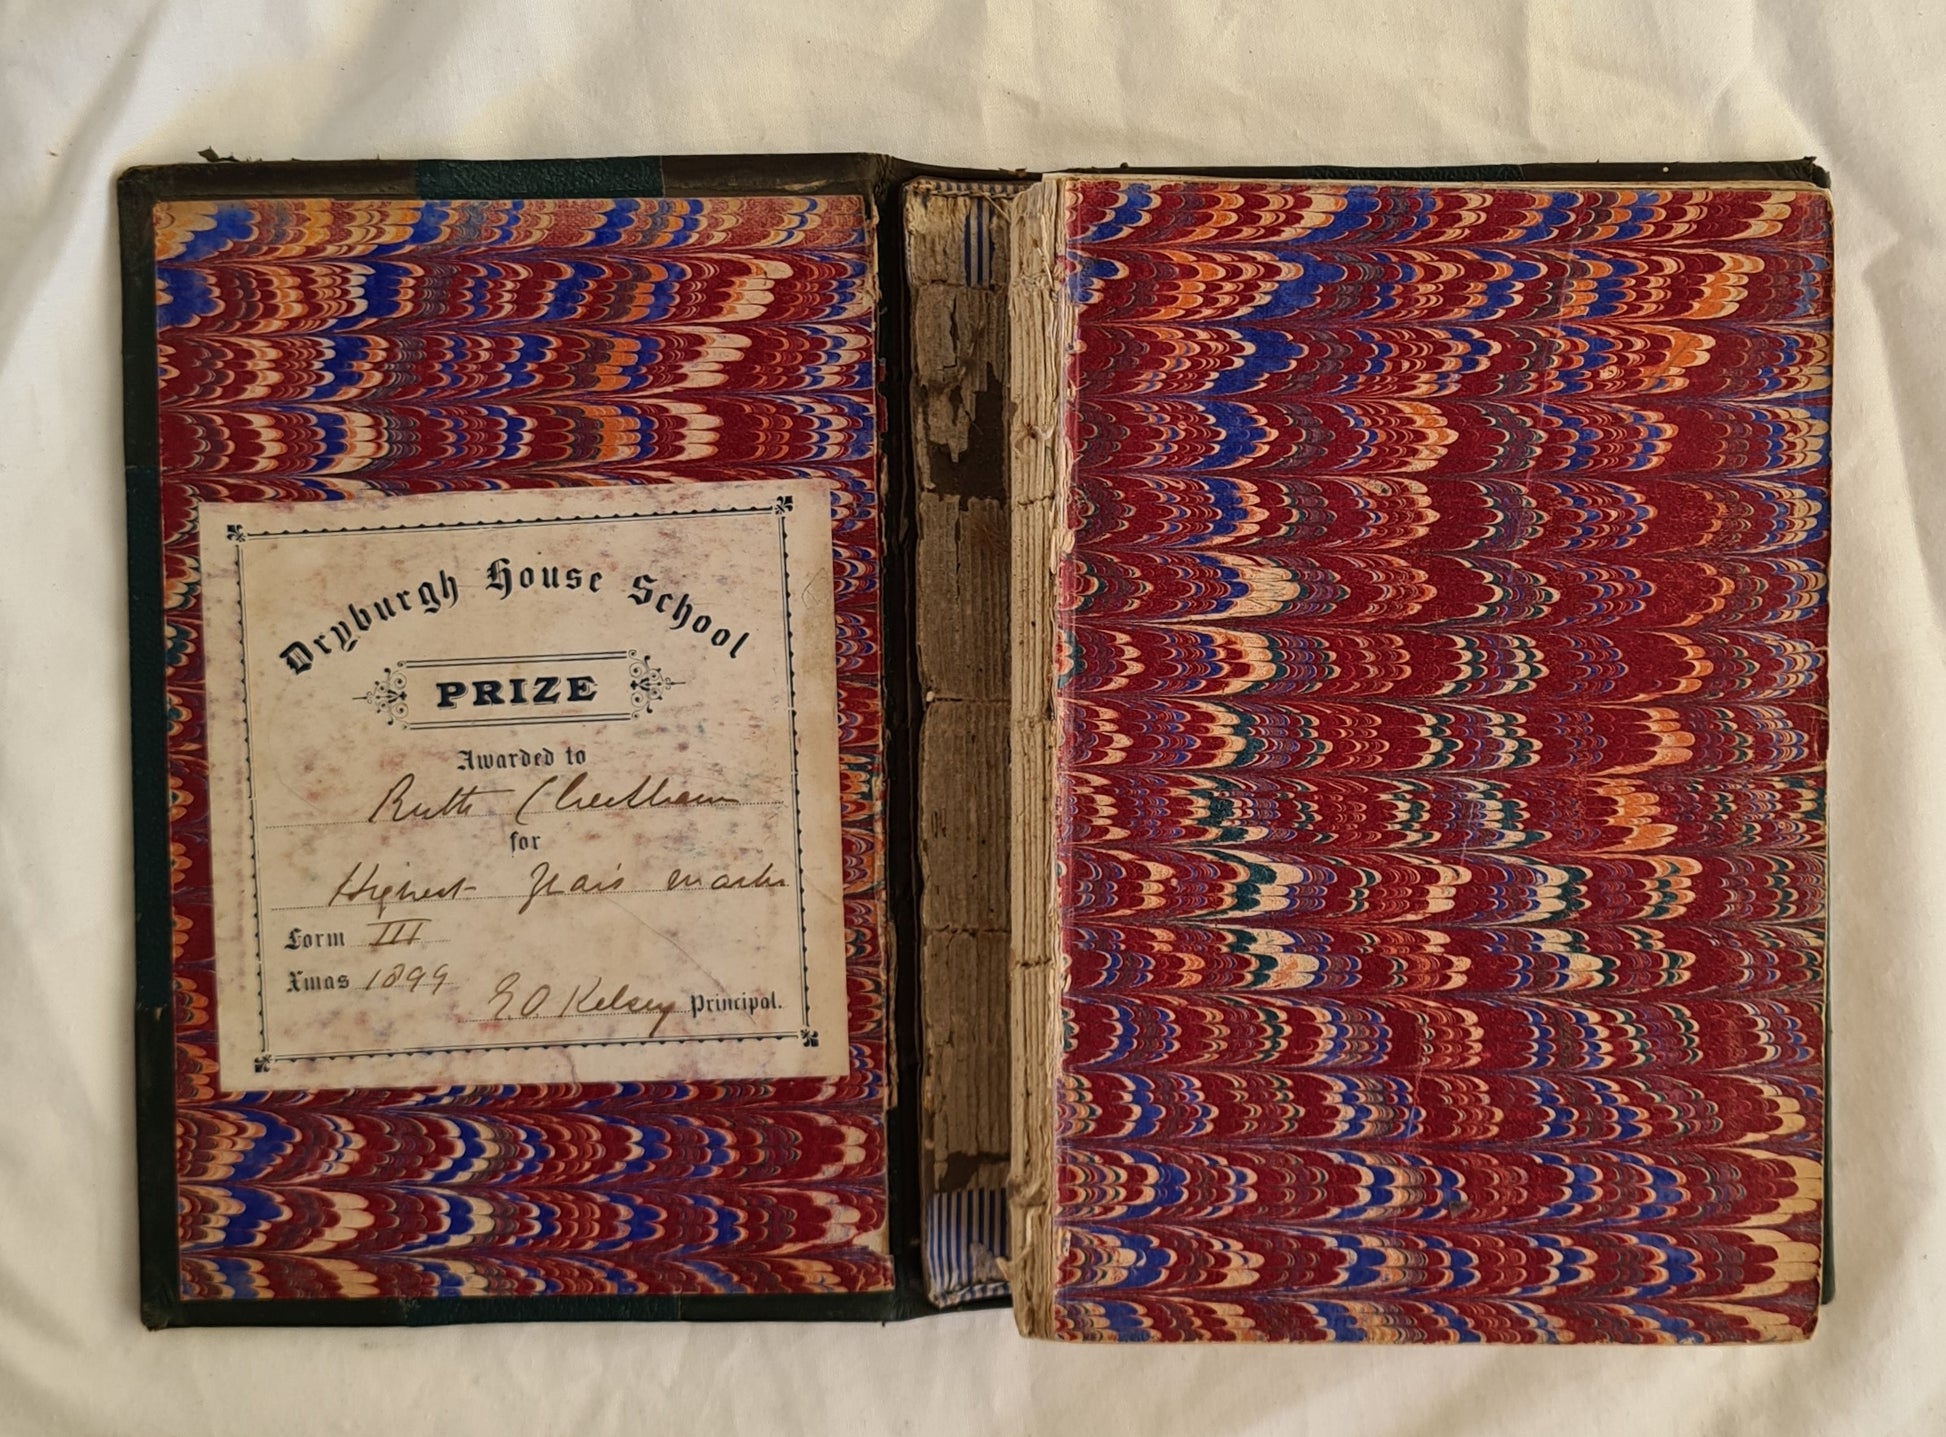 Dryburgh House School
PRIZE
Awarded to
Ruth Cheetham
for
Highest Year's marks
Form III
Xmas 1899
E. O. Kelsey Principal.